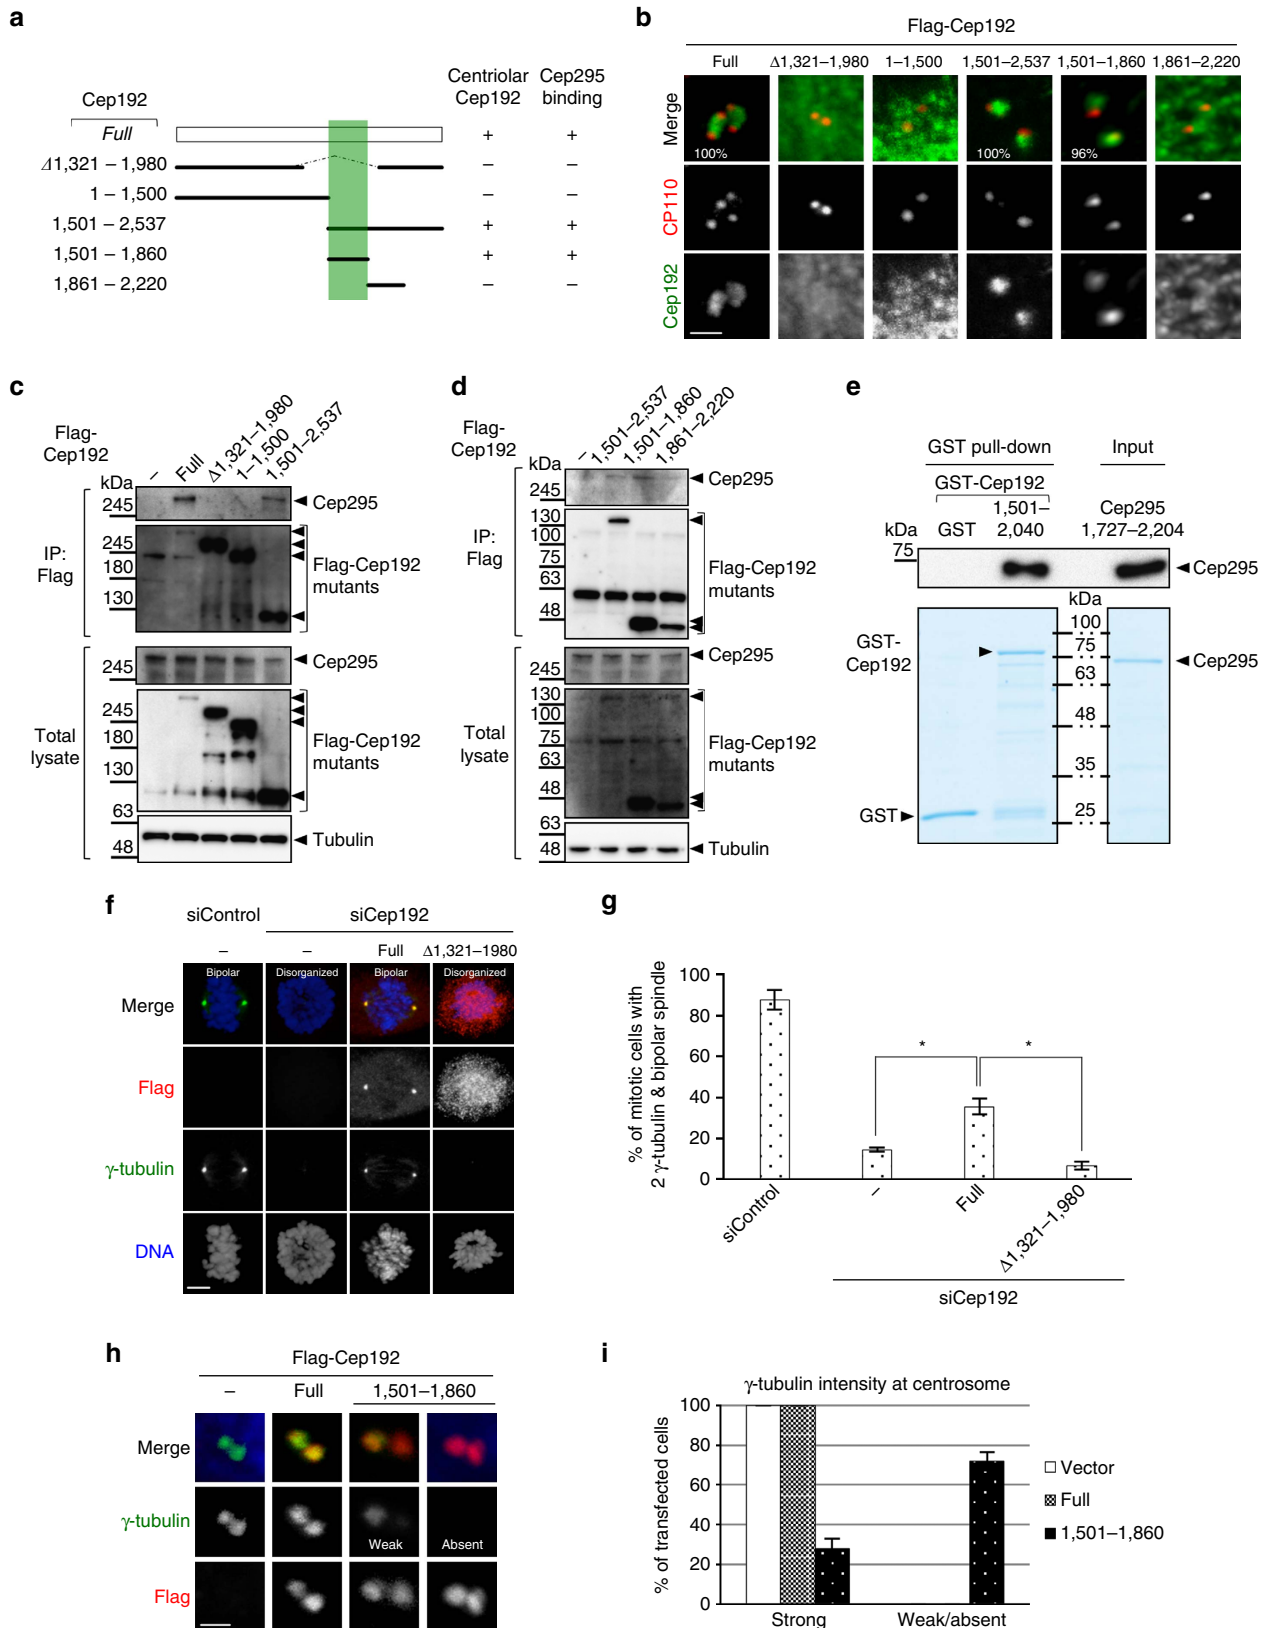 a
Cep192
Centriolar Cep192
Cep295 binding
Full + +
Δ1,321 – 1,980 – –
1 – 1,500 – –
1,501 – 2,537 + +
1,501 – 1,860 + +
1,861 – 2,220 – –
b
Flag-Cep192
Full Δ1,321–1,980 1–1,500 1,501–2,537 1,501–1,860 1,861–2,220
Merge
100% 100% 96%
CP110
Cep192
c
Flag-Cep192
– Full Δ1,321–1,980 1–1,500 1,501–2,537
kDa
IP: Flag
245
Cep295
245
180
130
Flag-Cep192 mutants
Total lysate
245
Cep295
245
180
130
63
Flag-Cep192 mutants
48
Tubulin
d
Flag-Cep192
– 1,501–2,537 1,501–1,860 1,861–2,220
kDa
IP: Flag
245
Cep295
130
100
75
63
48
Flag-Cep192 mutants
Total lysate
245
Cep295
130
100
75
63
48
Flag-Cep192 mutants
63
48
Tubulin
e
GST pull-down
Input
GST-Cep192
kDa
GST
1,501–2,040
Cep295 1,727–2,204
75
Cep295
kDa
100
75
63
48
35
25
GST-Cep192
Cep295
GST
f
siControl siCep192
– – Full Δ1,321–1980
Bipolar Disorganized Bipolar Disorganized
Merge
Flag
γ-tubulin
DNA
g
% of mitotic cells with
2 γ-tubulin & bipolar spindle
100
80
60
40
20
0
* *
siControl – Full Δ1,321–1,980
siCep192
h
Flag-Cep192
– Full 1,501–1,860
Merge
γ-tubulin
Weak Absent
Flag
i
γ-tubulin intensity at centrosome
% of transfected cells
100
80
60
40
20
0
Strong Weak/absent
Vector
Full
1,501–1,860